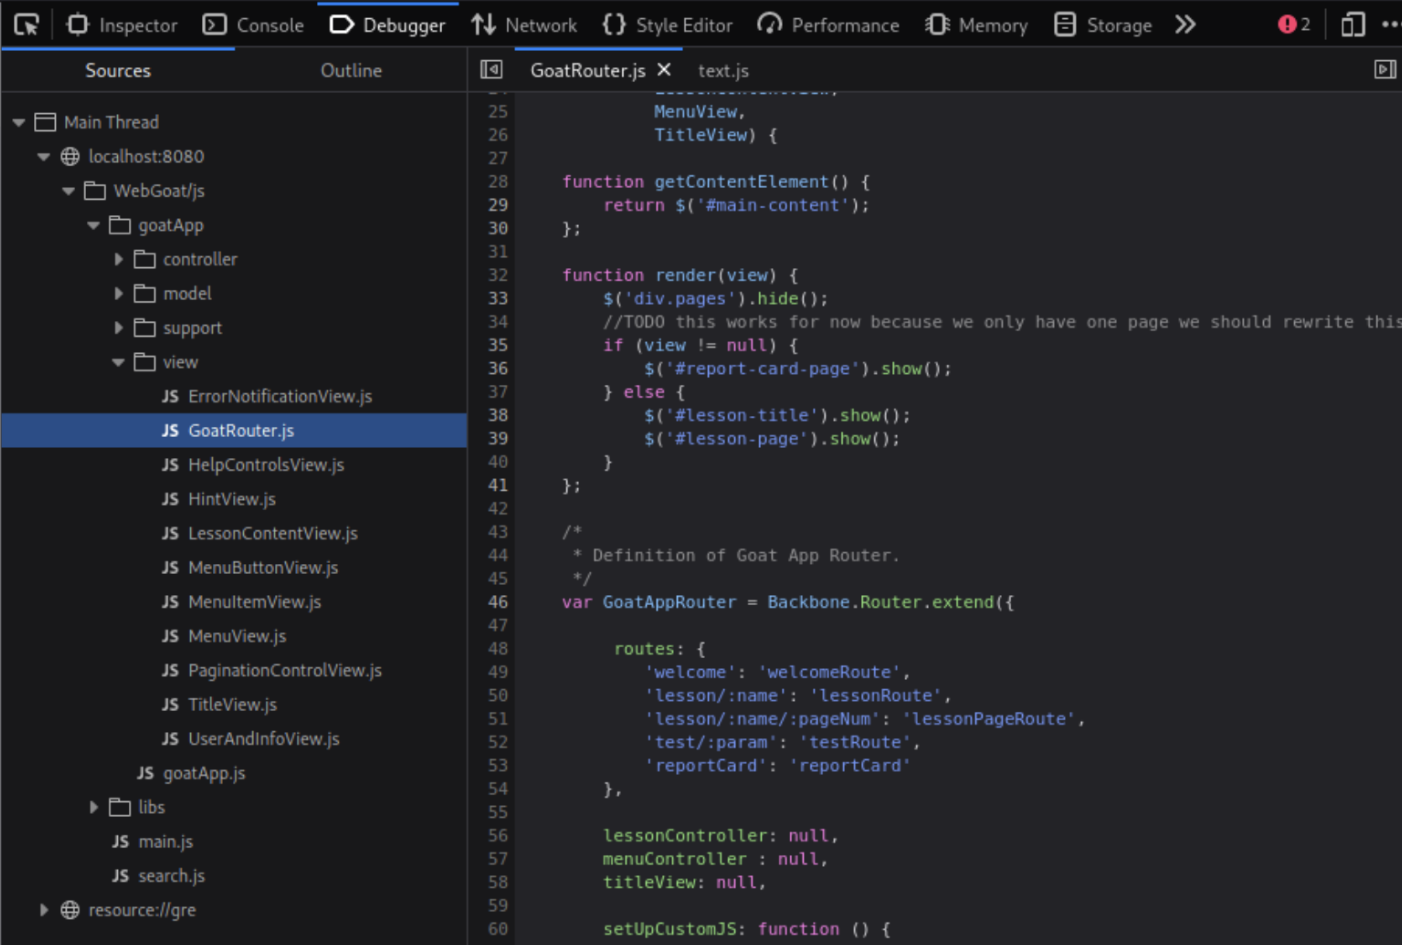 Inspector Console Debugger Network Style Editor Performance Memory Storage 2
Sources Outline
Main Thread
localhost:8080
WebGoat/js
goatApp
controller
model
support
view
JS ErrorNotificationView.js
JS GoatRouter.js
JS HelpControlsView.js
JS HintView.js
JS LessonContentView.js
JS MenuButtonView.js
JS MenuItemView.js
JS MenuView.js
JS PaginationControlView.js
JS TitleView.js
JS UserAndInfoView.js
JS goatApp.js
libs
JS main.js
JS search.js
resource://gre
GoatRouter.js text.js
25 MenuView,
26 TitleView) {
27
28 function getContentElement() {
29 return $('#main-content');
30 };
31
32 function render(view) {
33 $('div.pages').hide();
34 //TODO this works for now because we only have one page we should rewrite this
35 if (view != null) {
36 $('#report-card-page').show();
37 } else {
38 $('#lesson-title').show();
39 $('#lesson-page').show();
40 }
41 };
42
43 /*
44 * Definition of Goat App Router.
45 */
46 var GoatAppRouter = Backbone.Router.extend({
47
48 routes: {
49 'welcome': 'welcomeRoute',
50 'lesson/:name': 'lessonRoute',
51 'lesson/:name/:pageNum': 'lessonPageRoute',
52 'test/:param': 'testRoute',
53 'reportCard': 'reportCard'
54 },
55
56 lessonController: null,
57 menuController : null,
58 titleView: null,
59
60 setUpCustomJS: function () {